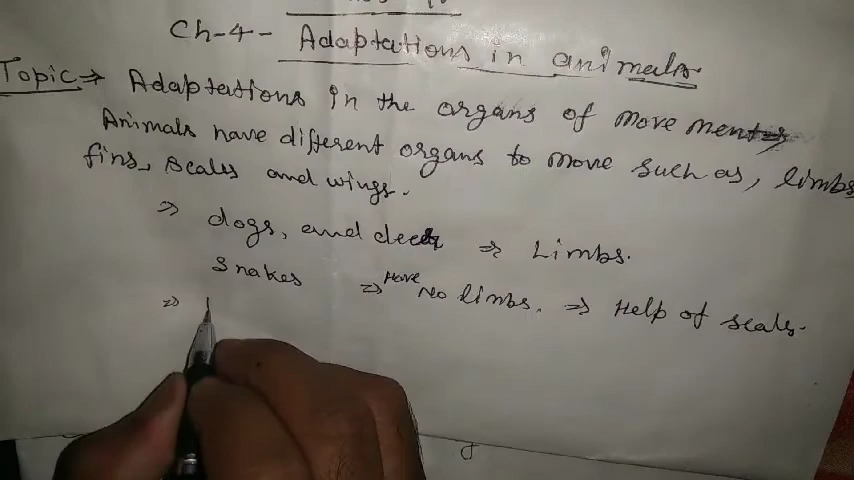 Ch-4- Adaptations in animals
Topic⇒ Adaptations in the organs of movement⇒
Animals have different organs to move such as, limbs
fins, scales and wings.
⇒ dogs, and deer ⇒ Limbs.
Snakes ⇒ Have No limbs. ⇒ Help of scals.
⇒